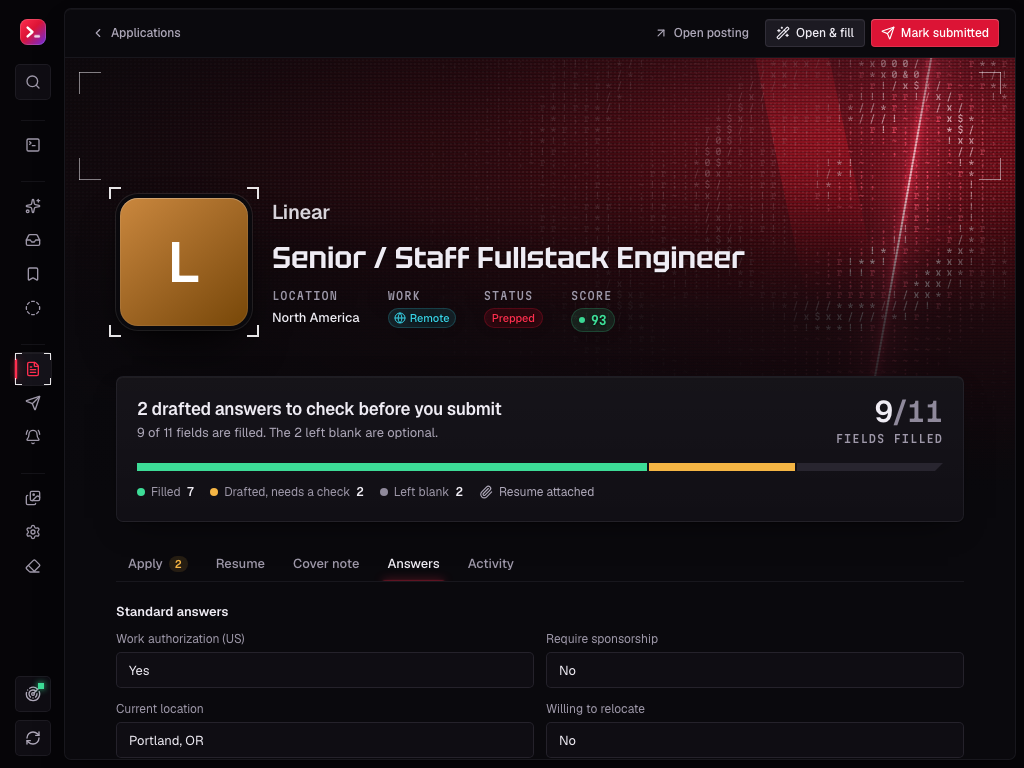 Applications
Open posting
Open & fill
Mark submitted
L
Linear
Senior / Staff Fullstack Engineer
LOCATION WORK STATUS SCORE
North America Remote Prepped 93
2 drafted answers to check before you submit
9/11
9 of 11 fields are filled. The 2 left blank are optional.
FIELDS FILLED
Filled 7 Drafted, needs a check 2 Left blank 2 Resume attached
Apply 2 Resume Cover note Answers Activity
Standard answers
Work authorization (US) Require sponsorship
Yes No
Current location Willing to relocate
Portland, OR No